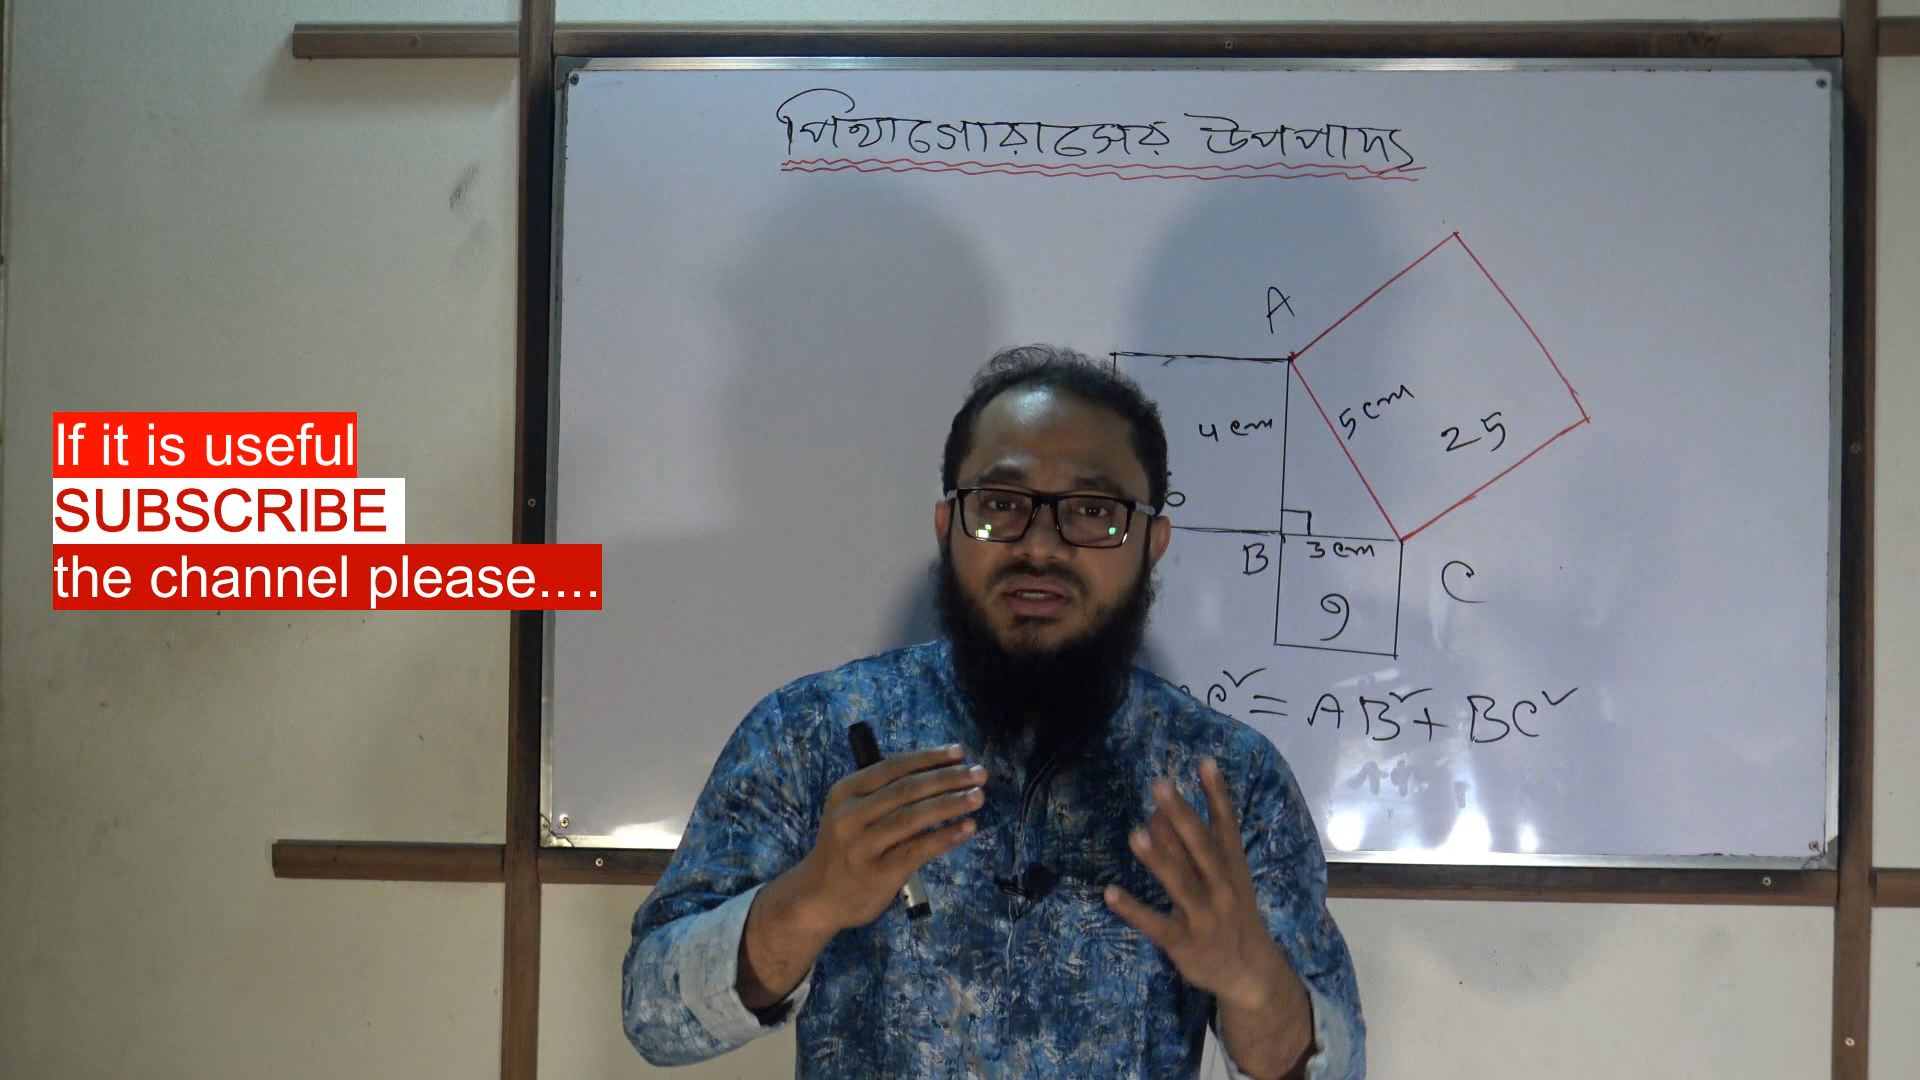 পিথাগোরাসের উপপাদ্য
If it is useful
SUBSCRIBE
the channel please....
A
4 cm
5 cm
25
B
3 cm
C
9
= AB² + BC²